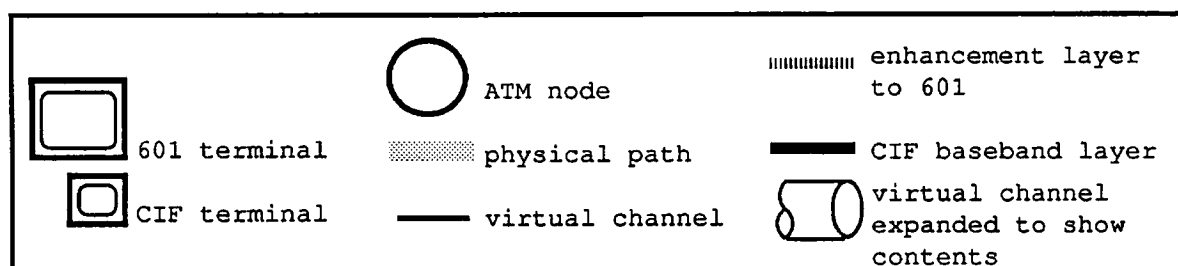 601 terminal
CIF terminal
ATM node
physical path
virtual channel
enhancement layer
to 601
CIF baseband layer
virtual channel
expanded to show
contents